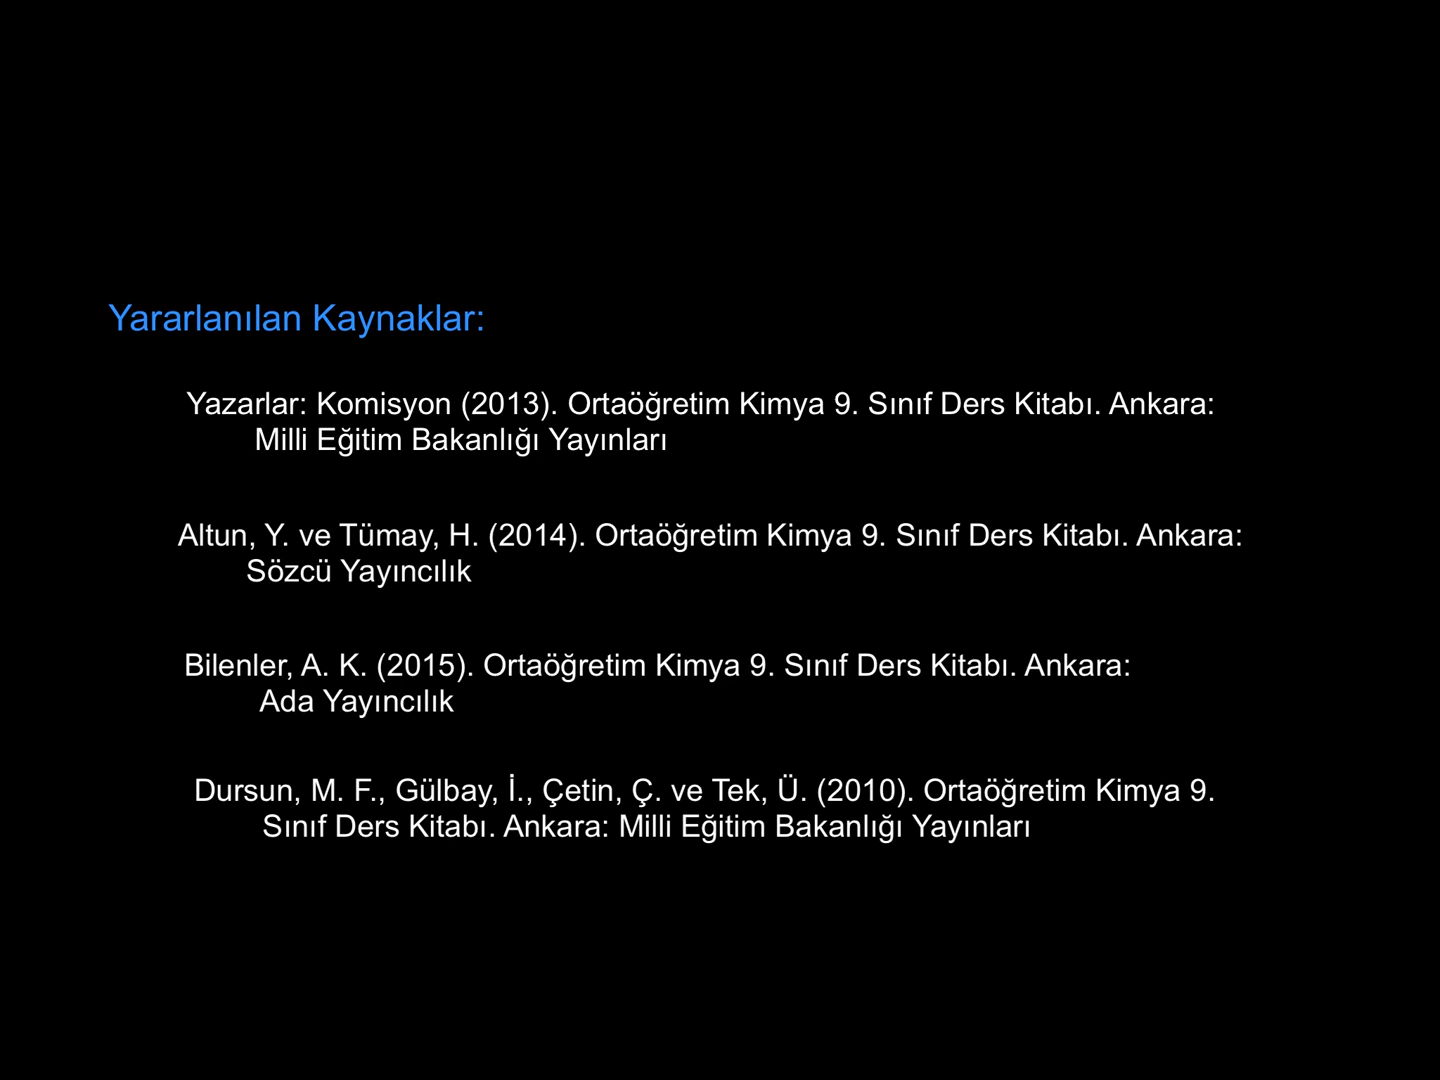 Yararlanılan Kaynaklar:
Yazarlar: Komisyon (2013). Ortaöğretim Kimya 9. Sınıf Ders Kitabı. Ankara:
Milli Eğitim Bakanlığı Yayınları
Altun, Y. ve Tümay, H. (2014). Ortaöğretim Kimya 9. Sınıf Ders Kitabı. Ankara:
Sözcü Yayıncılık
Bilenler, A. K. (2015). Ortaöğretim Kimya 9. Sınıf Ders Kitabı. Ankara:
Ada Yayıncılık
Dursun, M. F., Gülbay, İ., Çetin, Ç. ve Tek, Ü. (2010). Ortaöğretim Kimya 9.
Sınıf Ders Kitabı. Ankara: Milli Eğitim Bakanlığı Yayınları